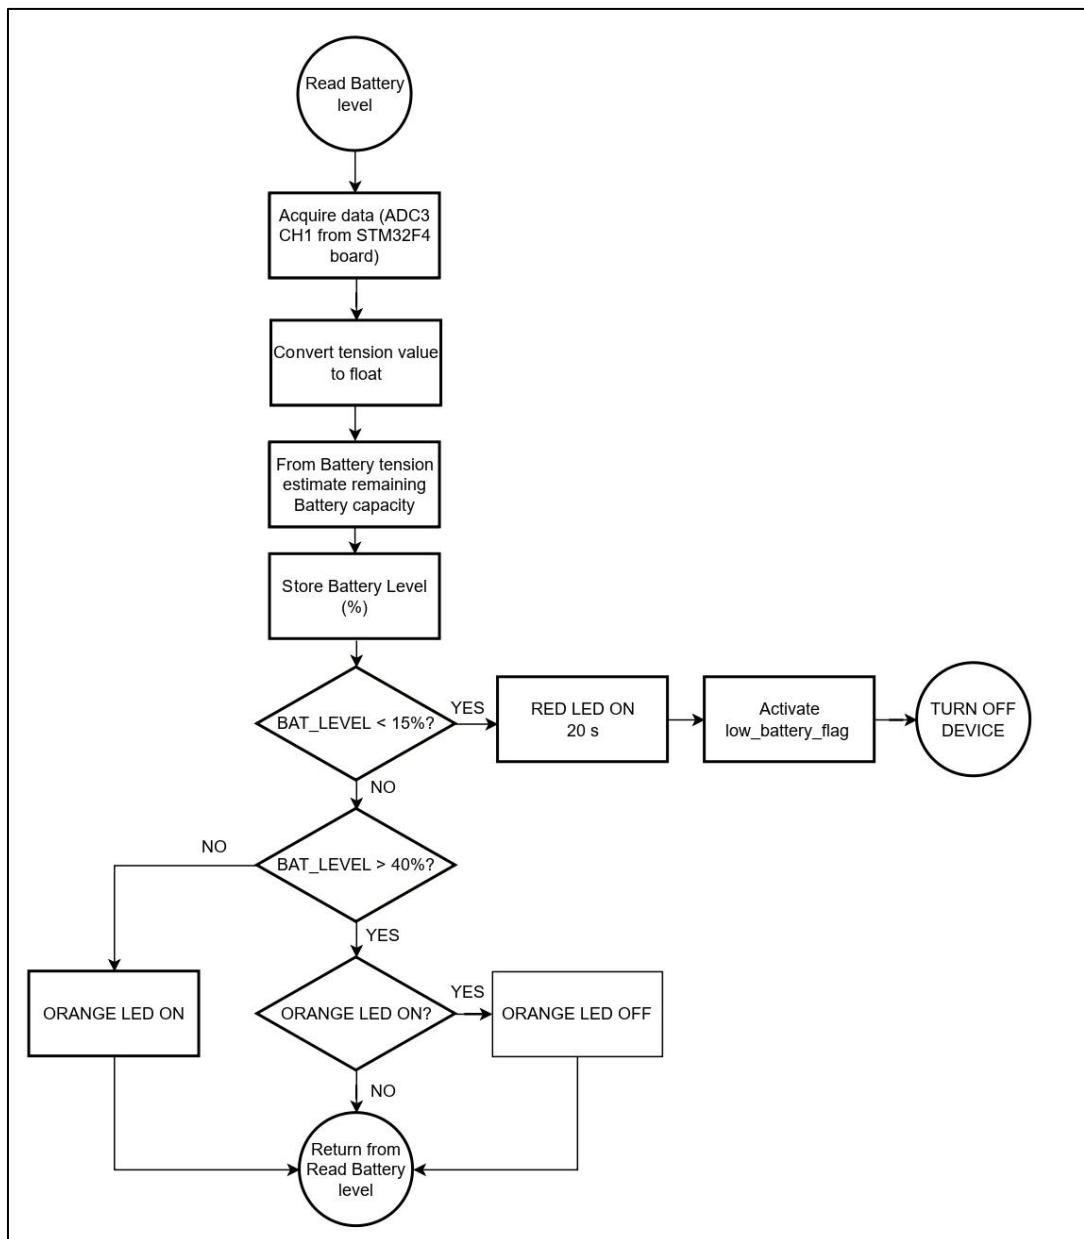 Read Battery
level
Acquire data (ADC3
CH1 from STM32F4
board)
Convert tension value
to float
From Battery tension
estimate remaining
Battery capacity
Store Battery Level
(%)
BAT_LEVEL < 15%?
YES
RED LED ON
20 s
Activate
low_battery_flag
TURN OFF
DEVICE
NO
BAT_LEVEL > 40%?
NO
YES
ORANGE LED ON
ORANGE LED ON?
YES
ORANGE LED OFF
NO
Return from
Read Battery
level